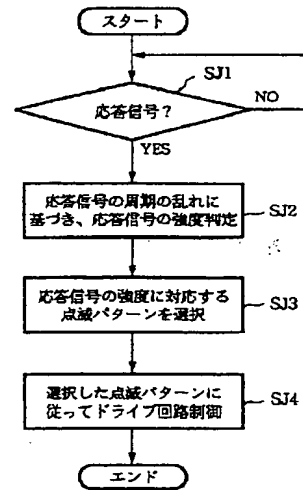 スタート
SJ1
応答信号？
NO
YES
応答信号の周期の乱れに
基づき、応答信号の強度判定
SJ2
応答信号の強度に対応する
点滅パターンを選択
SJ3
選択した点滅パターンに
従ってドライブ回路制御
SJ4
エンド